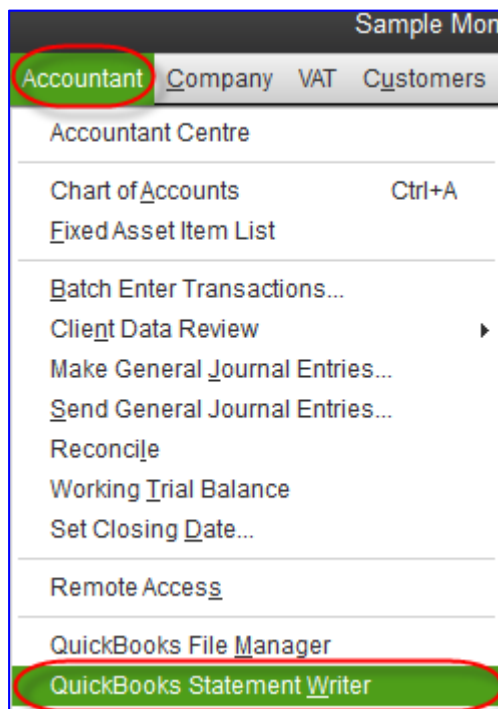 Sample Mon
Accountant Company VAT Customers
Accountant Centre
Chart of Accounts Ctrl+A
Fixed Asset Item List
Batch Enter Transactions...
Client Data Review
Make General Journal Entries...
Send General Journal Entries...
Reconcile
Working Trial Balance
Set Closing Date...
Remote Access
QuickBooks File Manager
QuickBooks Statement Writer